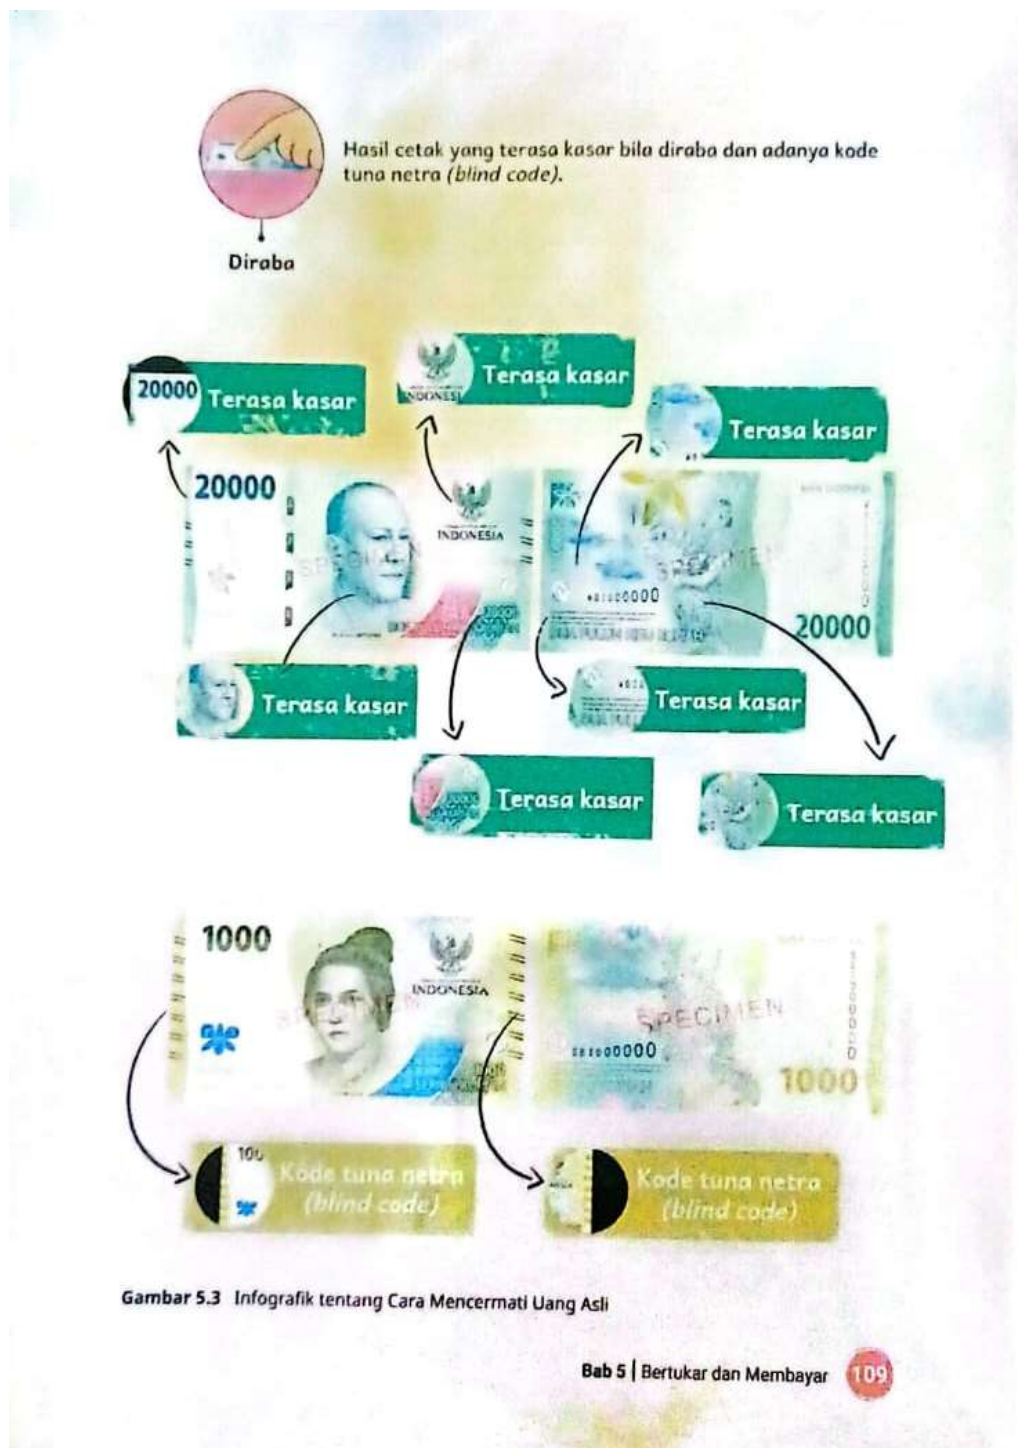 Hasil cetak yang terasa kasar bila diraba dan adanya kode
tuna netra (blind code).
Diraba
20000 Terasa kasar
Terasa kasar
Terasa kasar
20000
INDONESIA
SPECIMEN
SPECIMEN
20000
Terasa kasar
Terasa kasar
Terasa kasar
Terasa kasar
1000
INDONESIA
SPECIMEN
SPECIMEN
1000
100
Kode tuna netra
(blind code)
Kode tuna netra
(blind code)
Gambar 5.3 Infografik tentang Cara Mencermati Uang Asli
Bab 5 | Bertukar dan Membayar 109